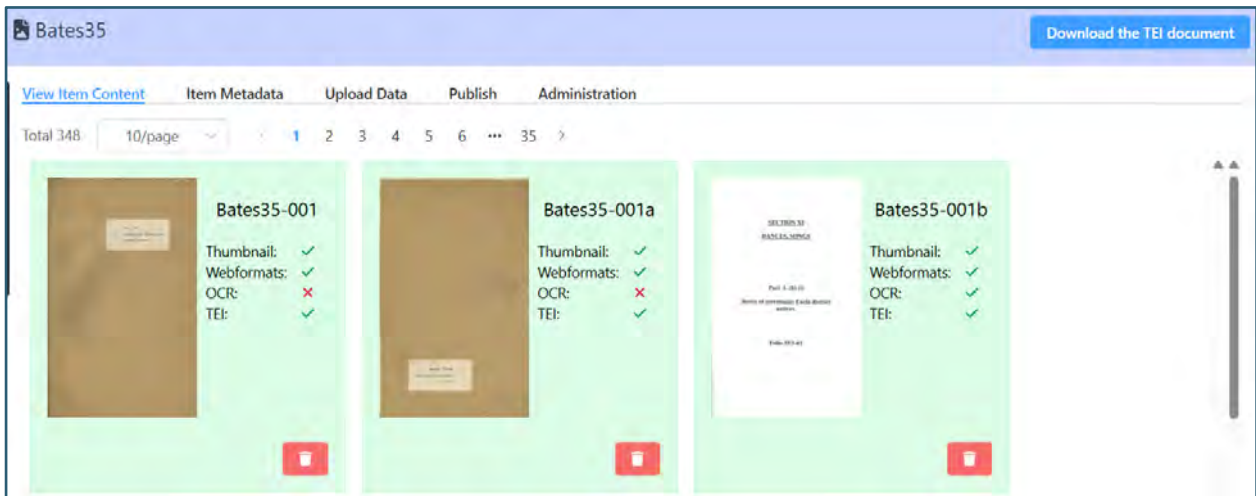 Bates35
Download the TEI document
View Item Content Item Metadata Upload Data Publish Administration
Total 348 10/page 1 2 3 4 5 6 ••• 35
Bates35-001
Thumbnail:
Webformats:
OCR:
TEI:
Bates35-001a
Thumbnail:
Webformats:
OCR:
TEI:
SECTION XI
DANCES, SONGS
Bates35-001b
Thumbnail:
Webformats:
OCR:
TEI: